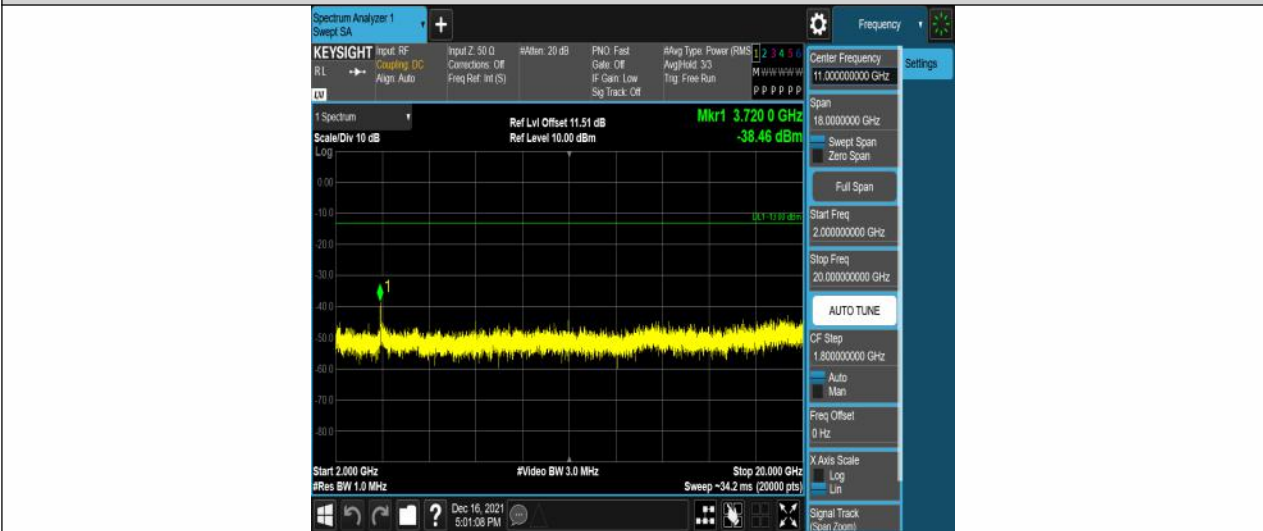 Spectrum Analyzer 1
Swept SA
+
Frequency
KEYSIGHT
RL
LV
Input: RF
Coupling: DC
Align: Auto
Input Z: 50 Ω
Corrections: Off
Freq Ref: Int (S)
#Atten: 20 dB
PNO: Fast
Gate: Off
IF Gain: Low
Sig Track: Off
#Avg Type: Power (RMS
Avg|Hold: 3/3
Trig: Free Run
1 2 3 4 5 6
M W W W W W
P P P P P P
1 Spectrum
Scale/Div 10 dB
Log
Ref Lvl Offset 11.51 dB
Ref Level 10.00 dBm
Mkr1 3.720 0 GHz
-38.46 dBm
0.00
-10.0
DL1 -13.00 dBm
-20.0
-30.0
1
-40.0
-50.0
-60.0
-70.0
-80.0
Start 2.000 GHz
#Res BW 1.0 MHz
#Video BW 3.0 MHz
Stop 20.000 GHz
Sweep ~34.2 ms (20000 pts)
?
Dec 16, 2021
5:01:08 PM
Center Frequency
11.000000000 GHz
Settings
Span
18.0000000 GHz
Swept Span
Zero Span
Full Span
Start Freq
2.000000000 GHz
Stop Freq
20.000000000 GHz
AUTO TUNE
CF Step
1.800000000 GHz
Auto
Man
Freq Offset
0 Hz
X Axis Scale
Log
Lin
Signal Track
(Span Zoom)